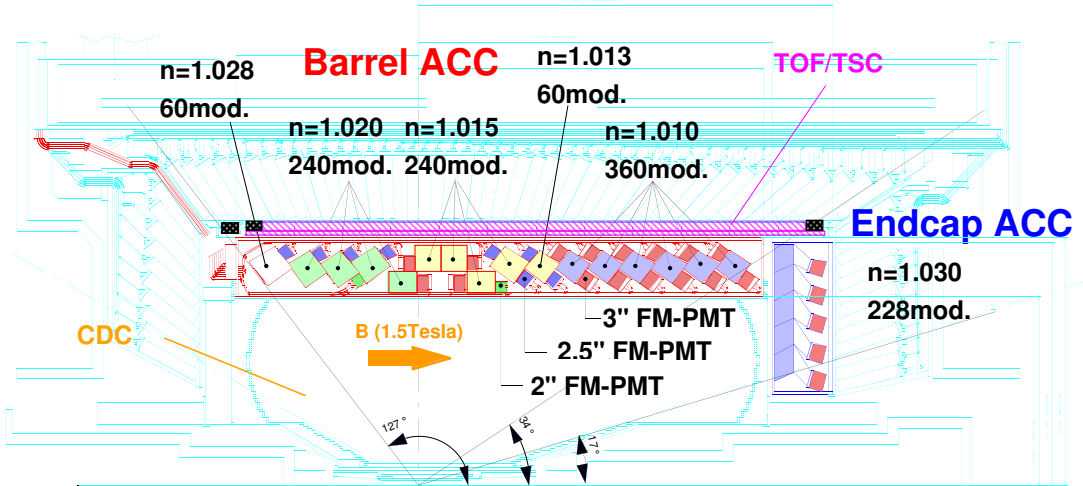 Barrel ACC
n=1.028
60mod.
n=1.020
240mod.
n=1.015
240mod.
n=1.013
60mod.
n=1.010
360mod.
TOF/TSC
Endcap ACC
n=1.030
228mod.
CDC
B (1.5Tesla)
3" FM-PMT
2.5" FM-PMT
2" FM-PMT
127°
34°
17°